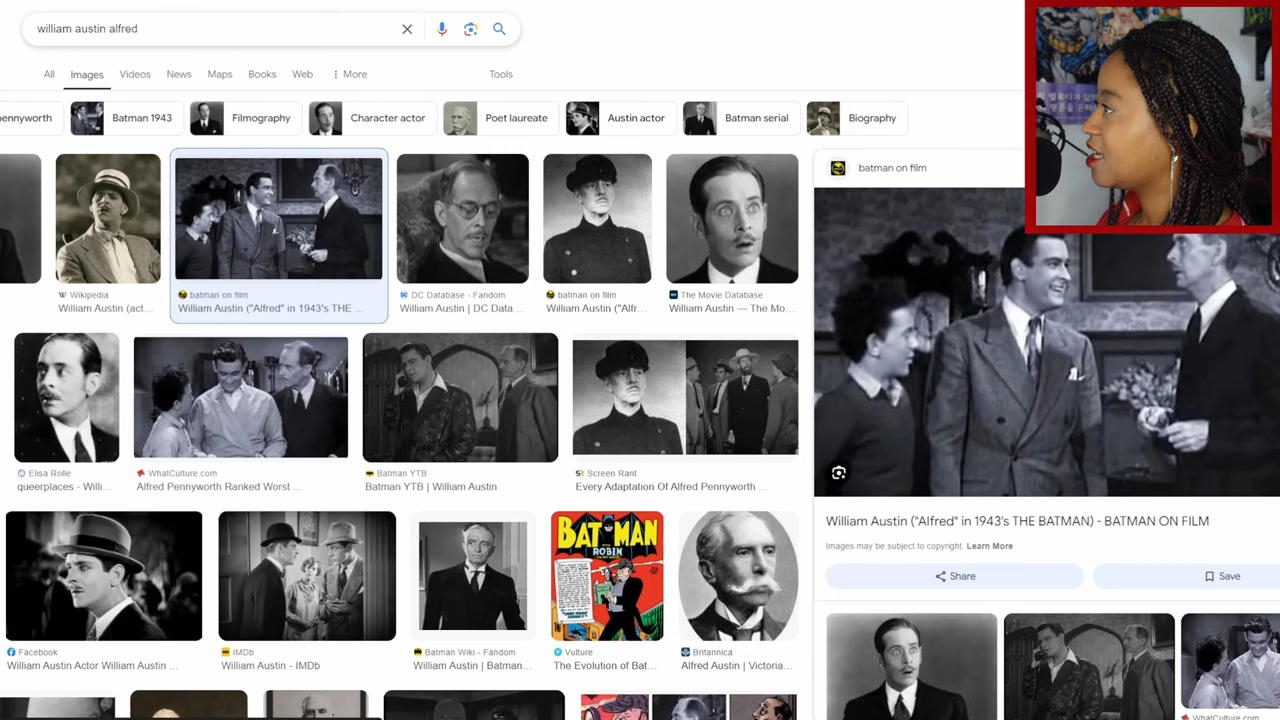 william austin alfred
All Images Videos News Maps Books Web More Tools
ennyworth Batman 1943 Filmography Character actor Poet laureate Austin actor Batman serial Biography
batman on film
Wikipedia
William Austin (act...
batman on film
William Austin ("Alfred" in 1943's THE ...
DC Database - Fandom
William Austin | DC Data...
batman on film
William Austin ("Alfr...
The Movie Database
William Austin — The Mo...
Elisa Rolle
queerplaces - Willi...
WhatCulture.com
Alfred Pennyworth Ranked Worst ...
Batman YTB
Batman YTB | William Austin
Screen Rant
Every Adaptation Of Alfred Pennyworth ...
BATMAN
ROBIN
Facebook
William Austin Actor William Austin ...
IMDb
William Austin - IMDb
Batman Wiki - Fandom
William Austin | Batman...
Vulture
The Evolution of Bat...
Britannica
Alfred Austin | Victoria...
William Austin ("Alfred" in 1943's THE BATMAN) - BATMAN ON FILM
Images may be subject to copyright. Learn More
Share Save
WhatCulture.com